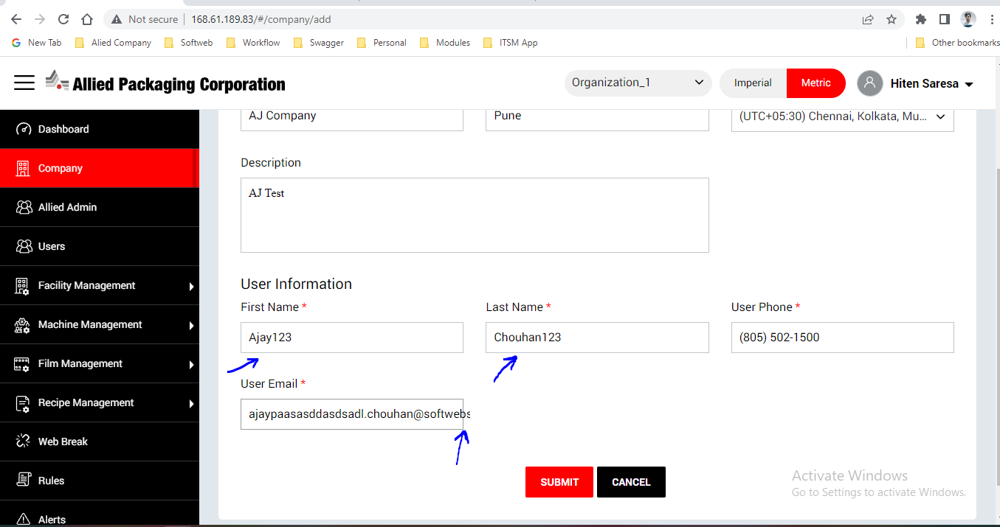 Not secure 168.61.189.83/#/company/add
New Tab Alied Company Softweb Workflow Swagger Personal Modules ITSM App Other bookmarks
Allied Packaging Corporation Organization_1 Imperial Metric Hiten Saresa
Dashboard
Company
Allied Admin
Users
Facility Management
Machine Management
Film Management
Recipe Management
Web Break
Rules
Alerts
AJ Company Pune (UTC+05:30) Chennai, Kolkata, Mu...
Description
AJ Test
User Information
First Name * Last Name * User Phone *
Ajay123 Chouhan123 (805) 502-1500
User Email *
ajaypaasasddasdsadl.chouhan@softwebs
SUBMIT CANCEL
Activate Windows
Go to Settings to activate Windows.